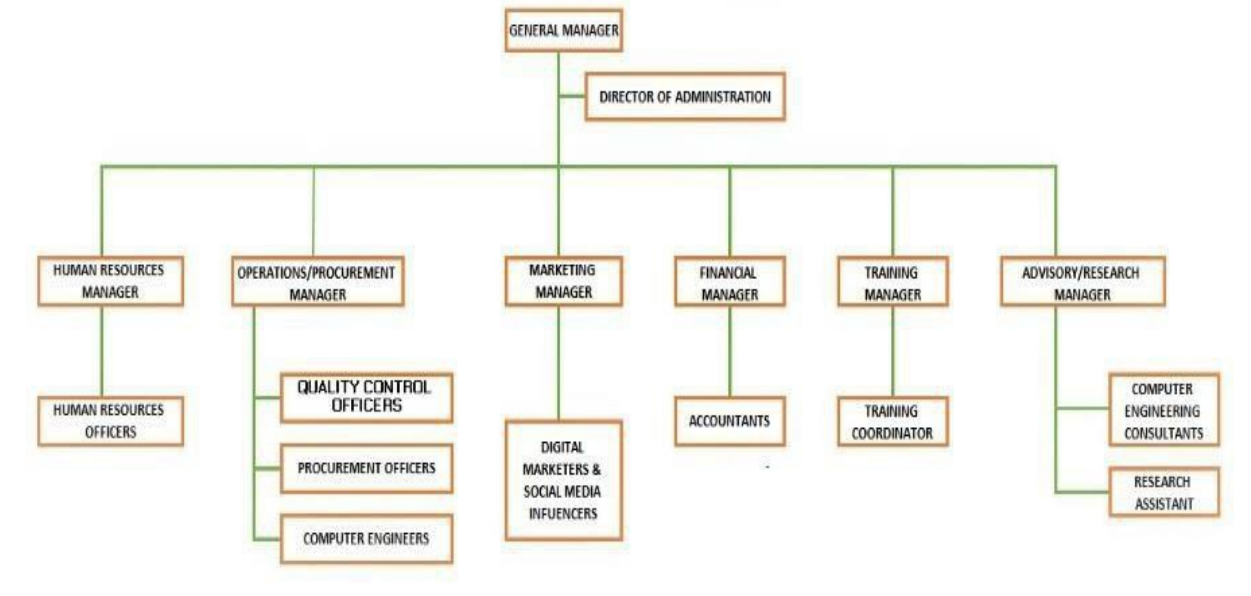 GENERAL MANAGER
DIRECTOR OF ADMINISTRATION
HUMAN RESOURCES
MANAGER
OPERATIONS/PROCUREMENT
MANAGER
MARKETING
MANAGER
FINANCIAL
MANAGER
TRAINING
MANAGER
ADVISORY/RESEARCH
MANAGER
HUMAN RESOURCES
OFFICERS
QUALITY CONTROL
OFFICERS
PROCUREMENT OFFICERS
COMPUTER ENGINEERS
DIGITAL
MARKETERS &
SOCIAL MEDIA
INFUENCERS
ACCOUNTANTS
TRAINING
COORDINATOR
COMPUTER
ENGINEERING
CONSULTANTS
RESEARCH
ASSISTANT